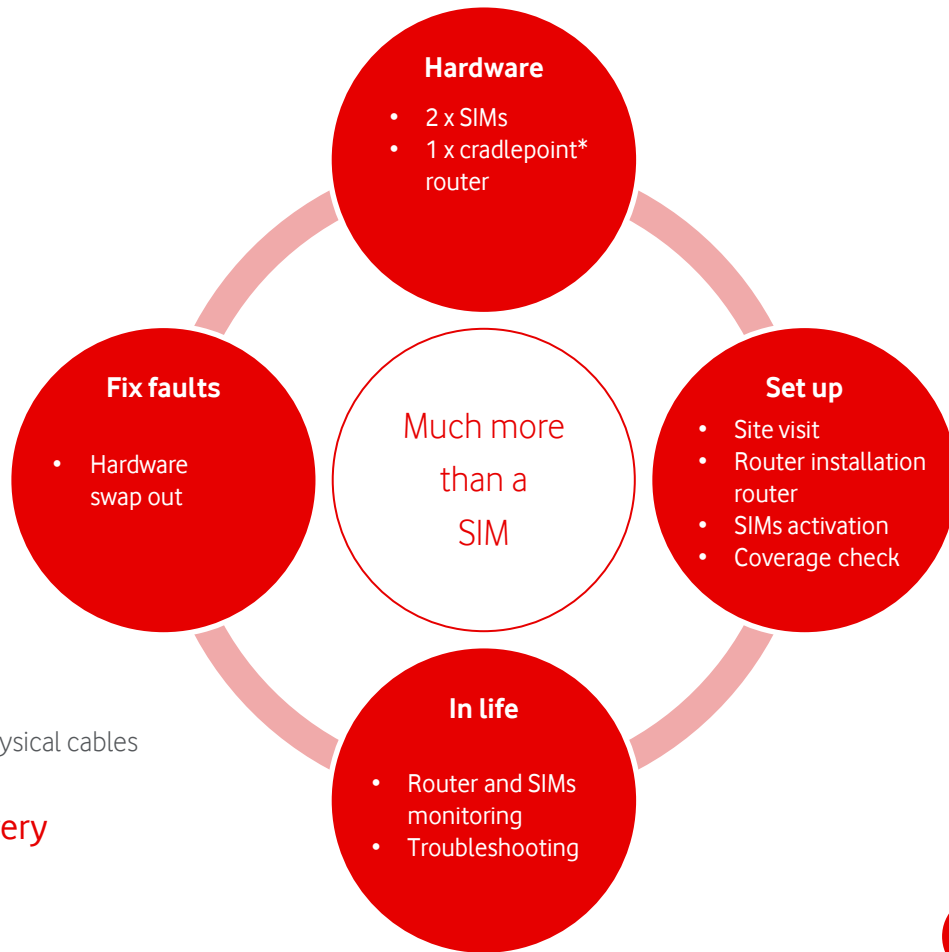 Hardware
• 2 x SIMs
• 1 x cradlepoint*
router
Fix faults
• Hardware
swap out
Much more
than a
SIM
Set up
• Site visit
• Router installation
router
• SIMs activation
• Coverage check
In life
• Router and SIMs
monitoring
• Troubleshooting
ysical cables
ery